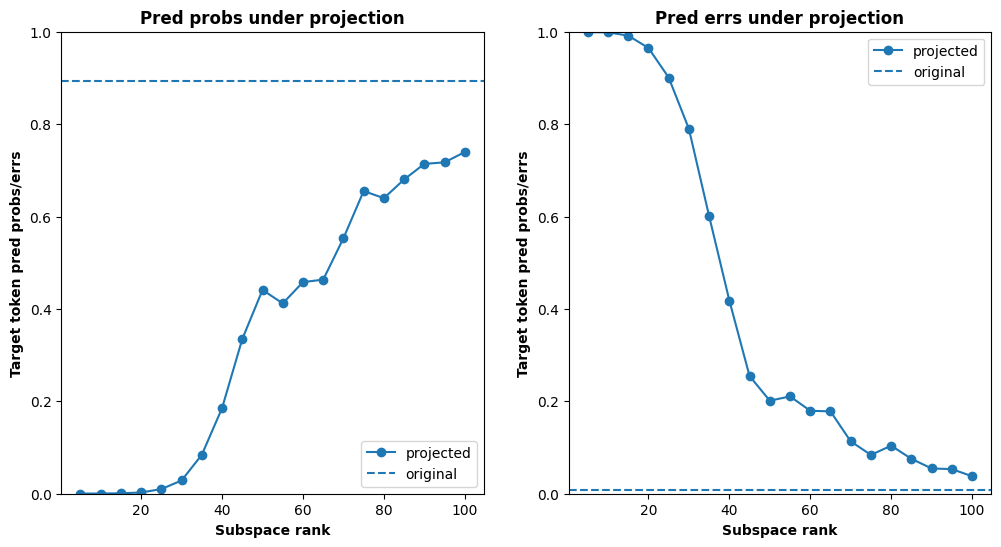 Pred probs under projection
Target token pred probs/errs
1.0
0.8
0.6
0.4
0.2
0.0
20 40 60 80 100
Subspace rank
projected
original
Pred errs under projection
Target token pred probs/errs
1.0
0.8
0.6
0.4
0.2
0.0
20 40 60 80 100
Subspace rank
projected
original